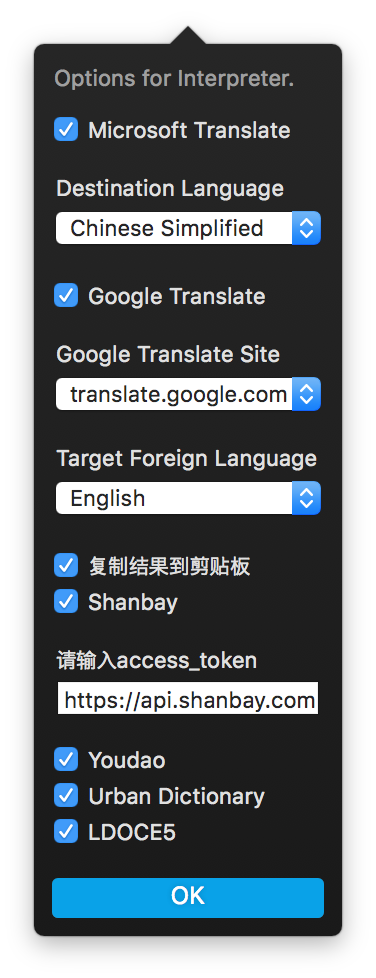 Options for Interpreter.
Microsoft Translate
Destination Language
Chinese Simplified
Google Translate
Google Translate Site
translate.google.com
Target Foreign Language
English
复制结果到剪贴板
Shanbay
请输入access_token
https://api.shanbay.com
Youdao
Urban Dictionary
LDOCE5
OK